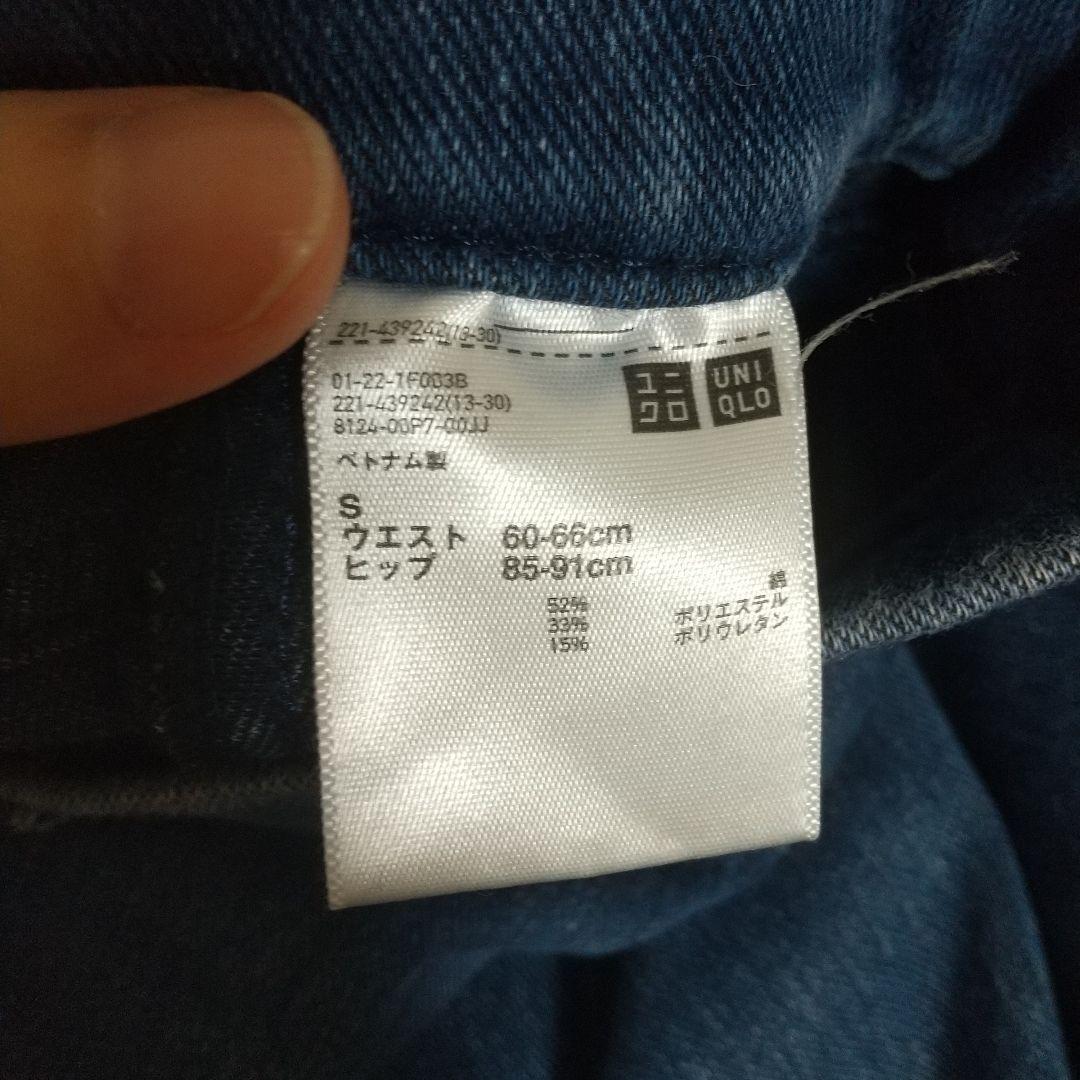 221-439242(13-30)
ユニクロ
UNIQLO
01-22-1F003B
221-439242(13-30)
8124-00P7-00JJ
ベトナム製
S
ウエスト 60-66cm
ヒップ 85-91cm
綿
52% ポリエステル
33% ポリウレタン
15%